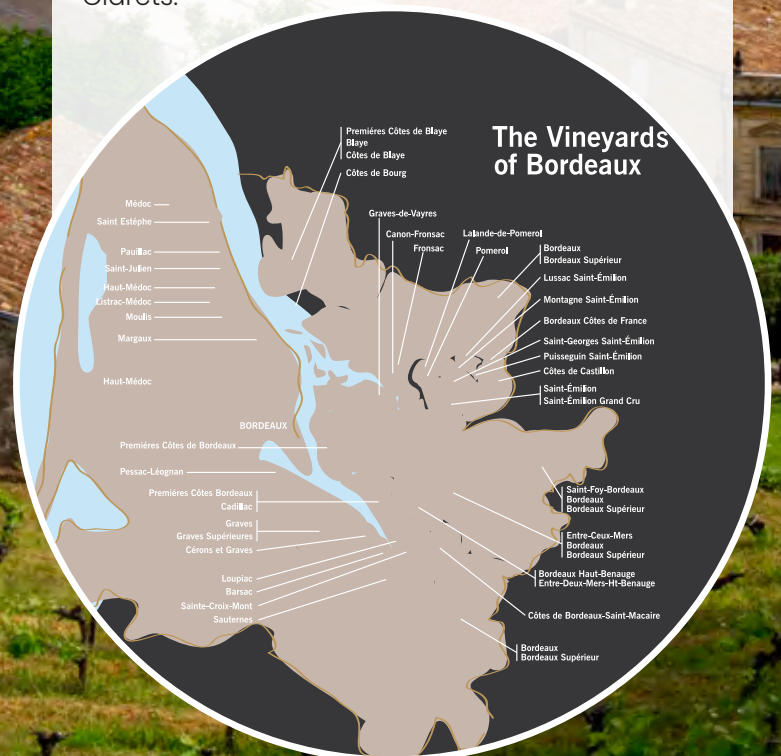 Clarets.
The Vineyards
of Bordeaux
Premiéres Côtes de Blaye
Blaye
Côtes de Blaye
Côtes de Bourg
Graves-de-Vayres
Canon-Fronsac
Fronsac
Lalande-de-Pomerol
Pomerol
Bordeaux
Bordeaux Supérieur
Lussac Saint-Émilion
Montagne Saint-Émilion
Bordeaux Côtes de France
Saint-Georges Saint-Émilion
Puisseguin Saint-Émilion
Côtes de Castillon
Saint-Émilion
Saint-Émilion Grand Cru
Médoc
Saint Estéphe
Pauillac
Saint-Julien
Haut-Médoc
Listrac-Médoc
Moulis
Margaux
Haut-Médoc
BORDEAUX
Premiéres Côtes de Bordeaux
Pessac-Léognan
Premiéres Côtes Bordeaux
Cadillac
Graves
Graves Supérieures
Cérons et Graves
Loupiac
Barsac
Sainte-Croix-Mont
Sauternes
Saint-Foy-Bordeaux
Bordeaux
Bordeaux Supérieur
Entre-Ceux-Mers
Bordeaux
Bordeaux Supérieur
Bordeaux Haut-Benauge
Entre-Deux-Mers-Ht-Benauge
Côtes de Bordeaux-Saint-Macaire
Bordeaux
Bordeaux Supérieur